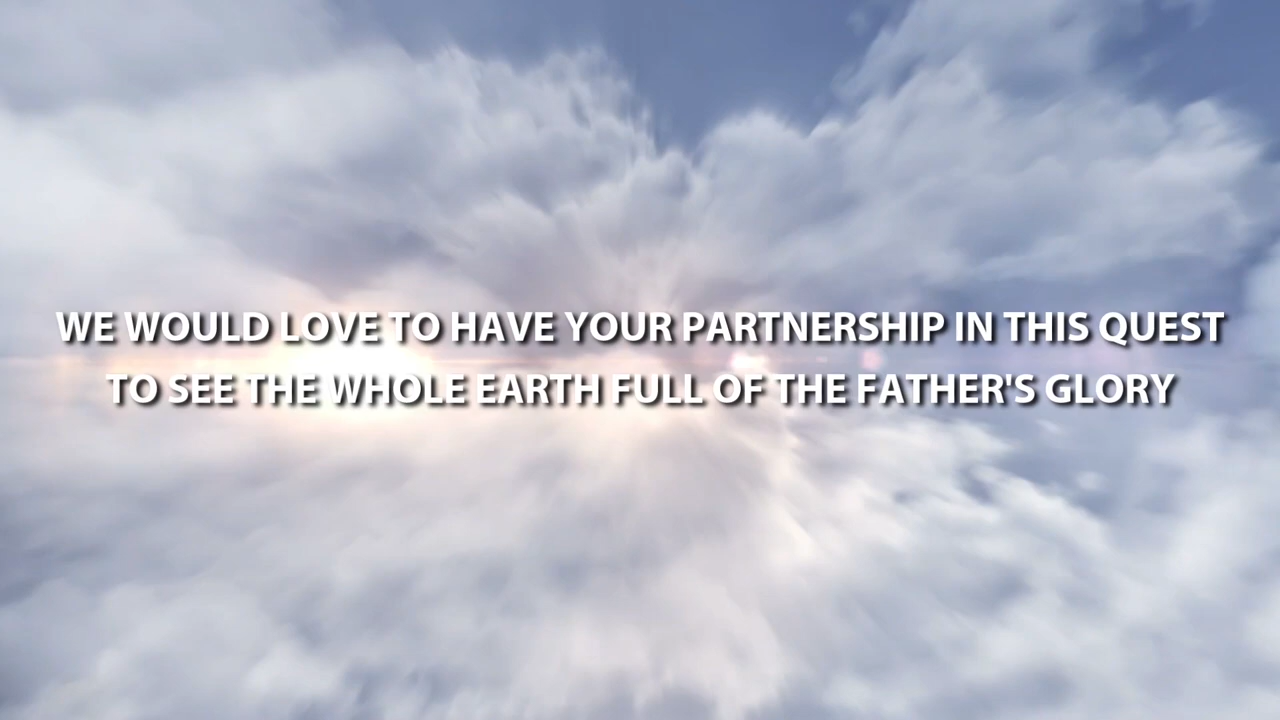 WE WOULD LOVE TO HAVE YOUR PARTNERSHIP IN THIS QUEST
TO SEE THE WHOLE EARTH FULL OF THE FATHER'S GLORY